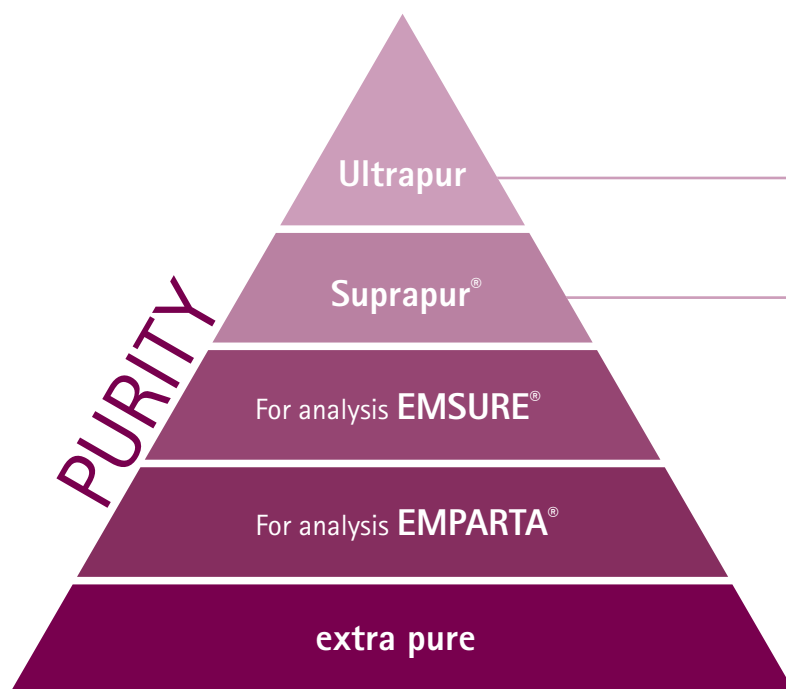 Ultrapur
Suprapur®
PURITY
For analysis EMSURE®
For analysis EMPARTA®
extra pure